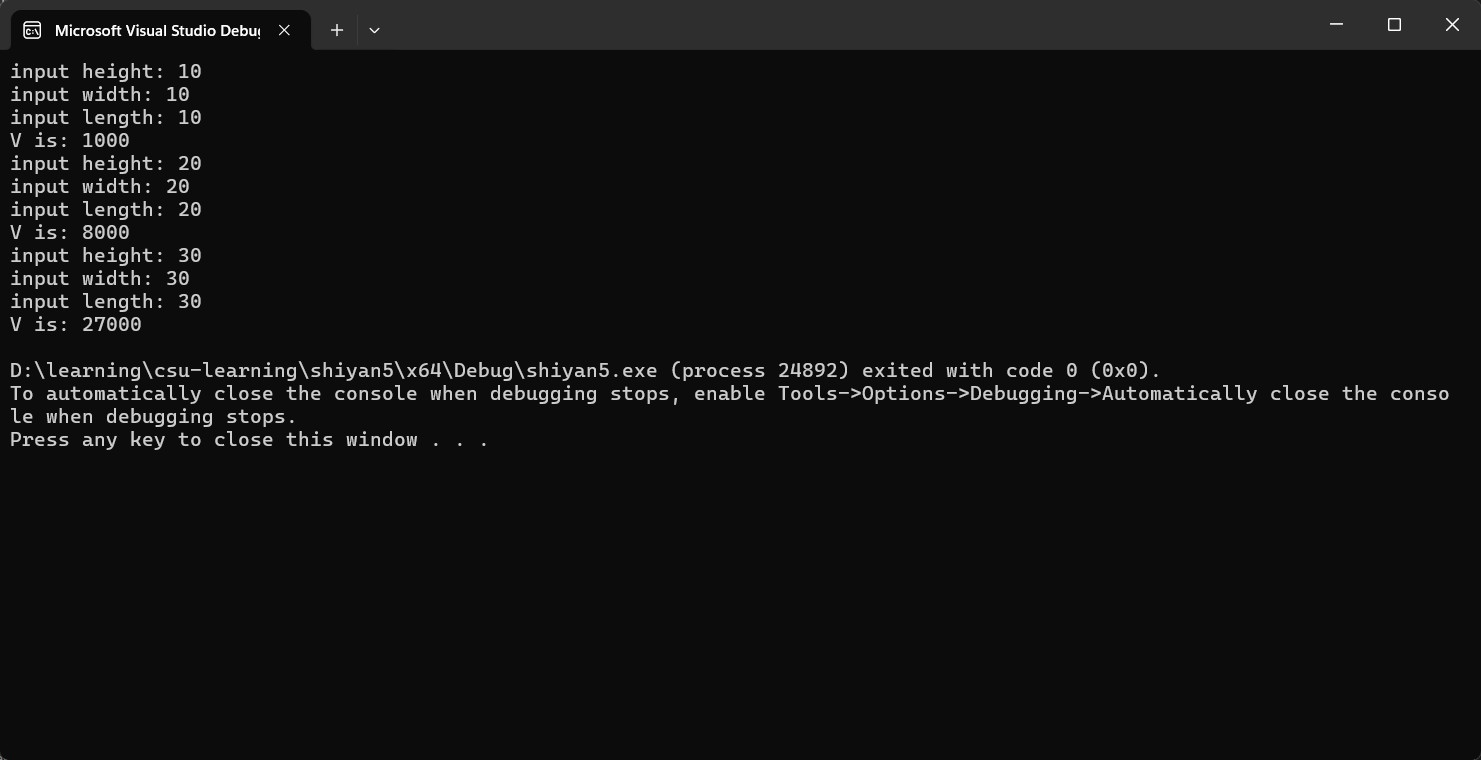 Microsoft Visual Studio Debu
input height: 10
input width: 10
input length: 10
V is: 1000
input height: 20
input width: 20
input length: 20
V is: 8000
input height: 30
input width: 30
input length: 30
V is: 27000
D:\learning\csu-learning\shiyan5\x64\Debug\shiyan5.exe (process 24892) exited with code 0 (0x0).
To automatically close the console when debugging stops, enable Tools->Options->Debugging->Automatically close the conso
le when debugging stops.
Press any key to close this window . . .